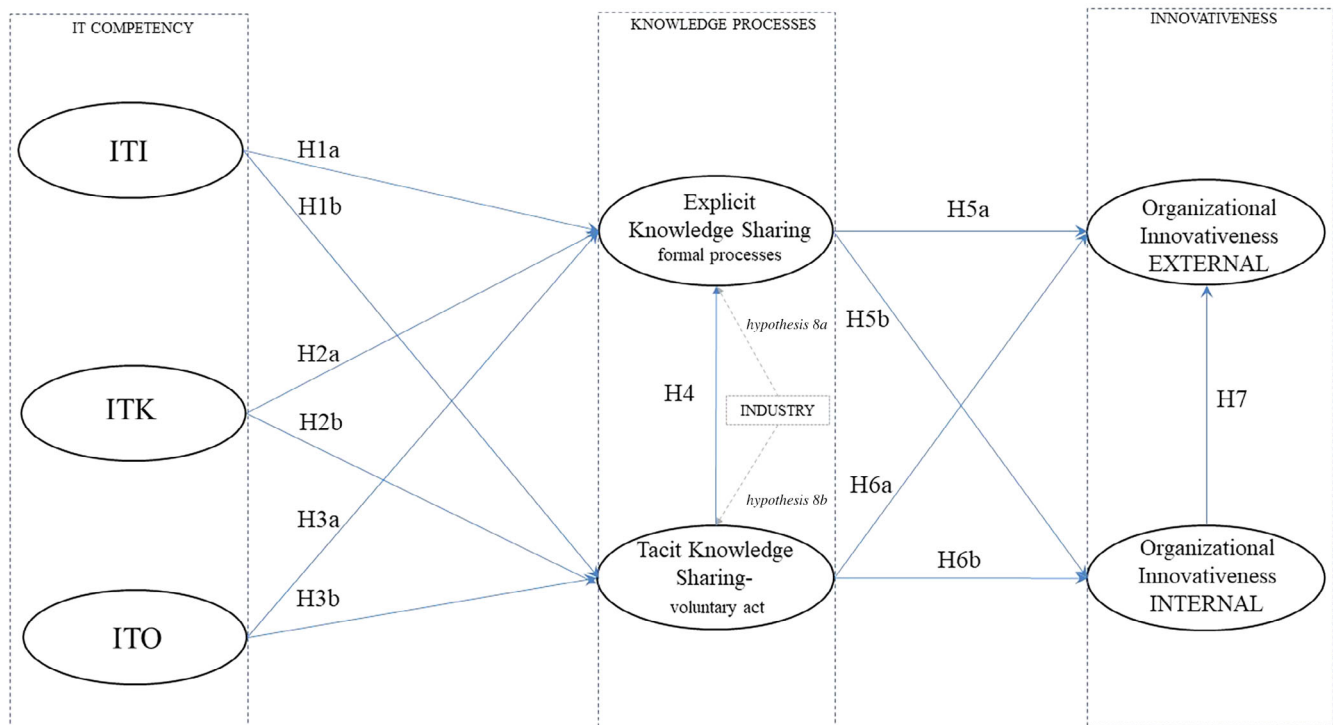 IT COMPETENCY
KNOWLEDGE PROCESSES
INNOVATIVENESS
ITI
ITK
ITO
H1a
H1b
H2a
H2b
H3a
H3b
Explicit
Knowledge Sharing
formal processes
hypothesis 8a
H4
INDUSTRY
hypothesis 8b
Tacit Knowledge
Sharing-
voluntary act
H5a
H5b
H6a
H6b
Organizational
Innovativeness
EXTERNAL
H7
Organizational
Innovativeness
INTERNAL